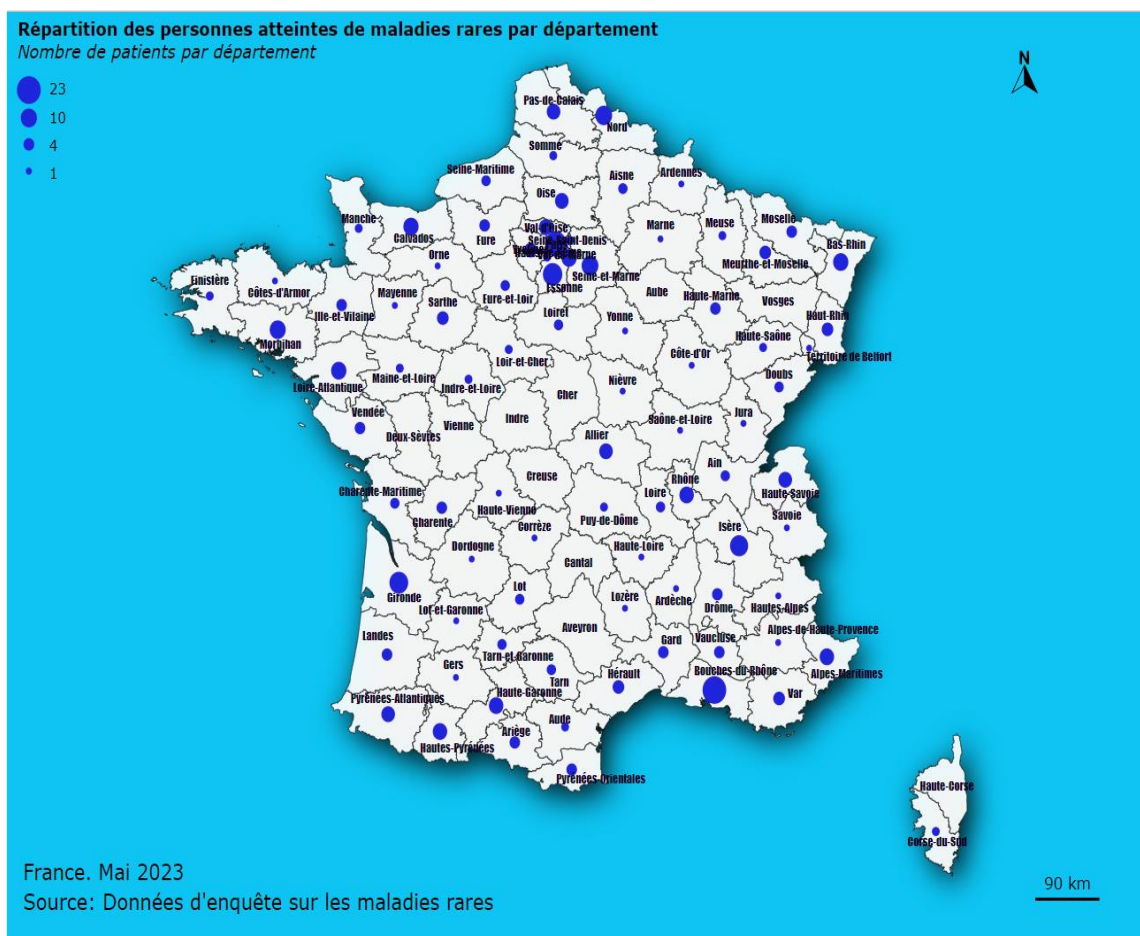 Répartition des personnes atteintes de maladies rares par département
Nombre de patients par département
23
10
4
1
N
Pas-de-Calais
Nord
Somme
Seine-Maritime
Aisne
Ardennes
Oise
Manche
Calvados
Eure
Val-d'oise
Seine-Saint-Denis
Val-de-Marne
Marne
Meuse
Moselle
Bas-Rhin
Meurthe-et-Moselle
Orne
Seine-et-Marne
Essonne
Finistère
Côtes-d'Armor
Ille-et-Vilaine
Mayenne
Sarthe
Eure-et-Loir
Aube
Haute-Marne
Vosges
Haut-Rhin
Morbihan
Loiret
Yonne
Haute-Saône
Territoire de Belfort
Loire-Atlantique
Maine-et-Loire
Indre-et-Loire
Loir-et-Cher
Côte-d'Or
Doubs
Nièvre
Cher
Vendée
Deux-Sèvres
Vienne
Indre
Saône-et-Loire
Jura
Allier
Charente-Maritime
Charente
Haute-Vienne
Creuse
Puy-de-Dôme
Loire
Rhône
Ain
Haute-Savoie
Savoie
Isère
Corrèze
Dordogne
Cantal
Haute-Loire
Gironde
Lot-et-Garonne
Lot
Lozère
Ardèche
Drôme
Hautes-Alpes
Aveyron
Landes
Tarn-et-Garonne
Gard
Vaucluse
Alpes-de-Haute-Provence
Alpes-Maritimes
Gers
Tarn
Hérault
Bouches-du-Rhône
Var
Pyrénées-Atlantiques
Haute-Garonne
Hautes-Pyrénées
Ariège
Aude
Pyrénées-Orientales
Haute-Corse
Corse-du-Sud
France. Mai 2023
Source: Données d'enquête sur les maladies rares
90 km